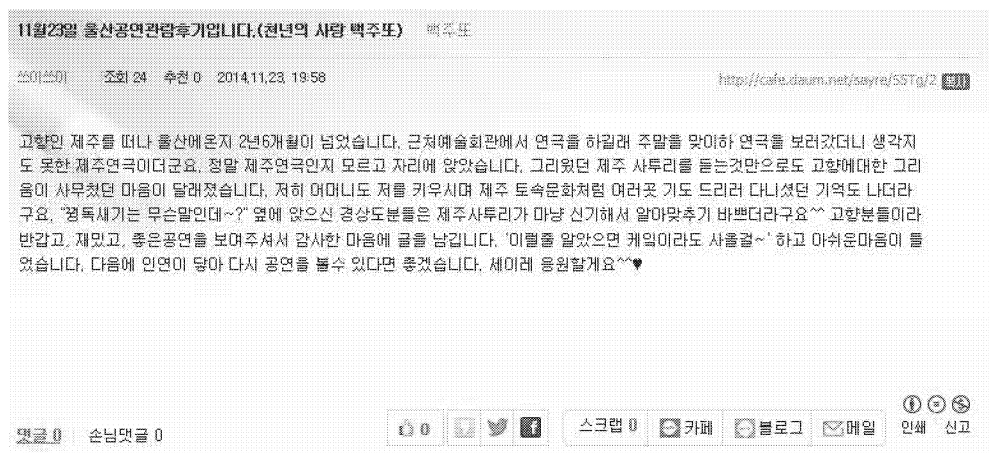 11월23일 울산공연관람후기입니다.(천년의 사랑 백주또) 백주또
쓰이쓰이 조회 24 추천 0 2014.11.23. 19:58 http://cafe.daum.net/sayre/SSTg/2 복사
고향인 제주를 떠나 울산에온지 2년6개월이 넘었습니다. 근처예술회관에서 연극을 하길래 주말을 맞이하 연극을 보러갔더니 생각지
도 못한 제주연극이더군요. 정말 제주연극인지 모르고 자리에 앉았습니다. 그리웠던 제주 사투리를 듣는것만으로도 고향에대한 그리
움이 사무쳤던 마음이 달래졌습니다. 저희 어머니도 저를 키우시며 제주 토속문화처럼 여러곳 기도 드리러 다니셨던 기억도 나더라
구요. "꿩독새기는 무슨말인데~?" 옆에 앉으신 경상도분들은 제주사투리가 마냥 신기해서 알아맞추기 바쁘더라구요^^ 고향분들이라
반갑고, 재밌고, 좋은공연을 보여주셔서 감사한 마음에 글을 남깁니다. '이럴줄 알았으면 케잌이라도 사올걸~' 하고 아쉬운마음이 들
었습니다. 다음에 인연이 닿아 다시 공연을 볼수 있다면 좋겠습니다. 세이레 응원할게요^^♥
댓글 0 손님댓글 0 0 스크랩 0 카페 블로그 메일 인쇄 신고